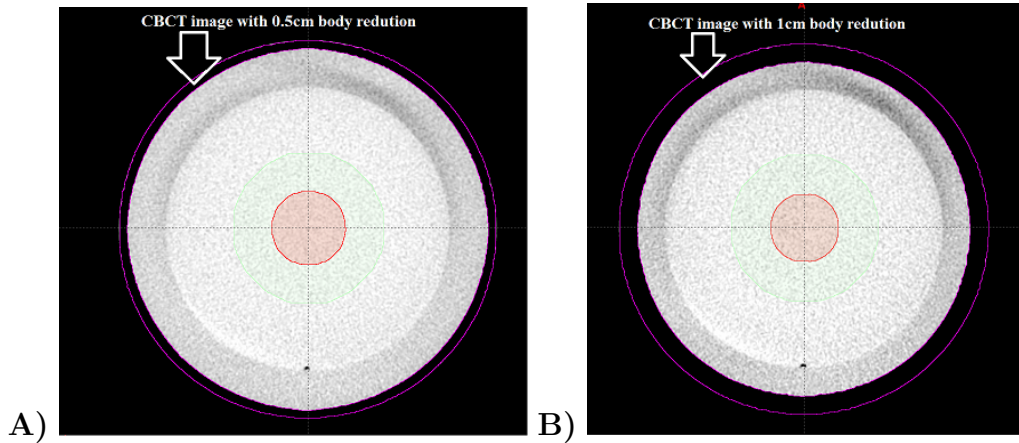 CBCT image with 0.5cm body redution
CBCT image with 1cm body redution
A)
B)